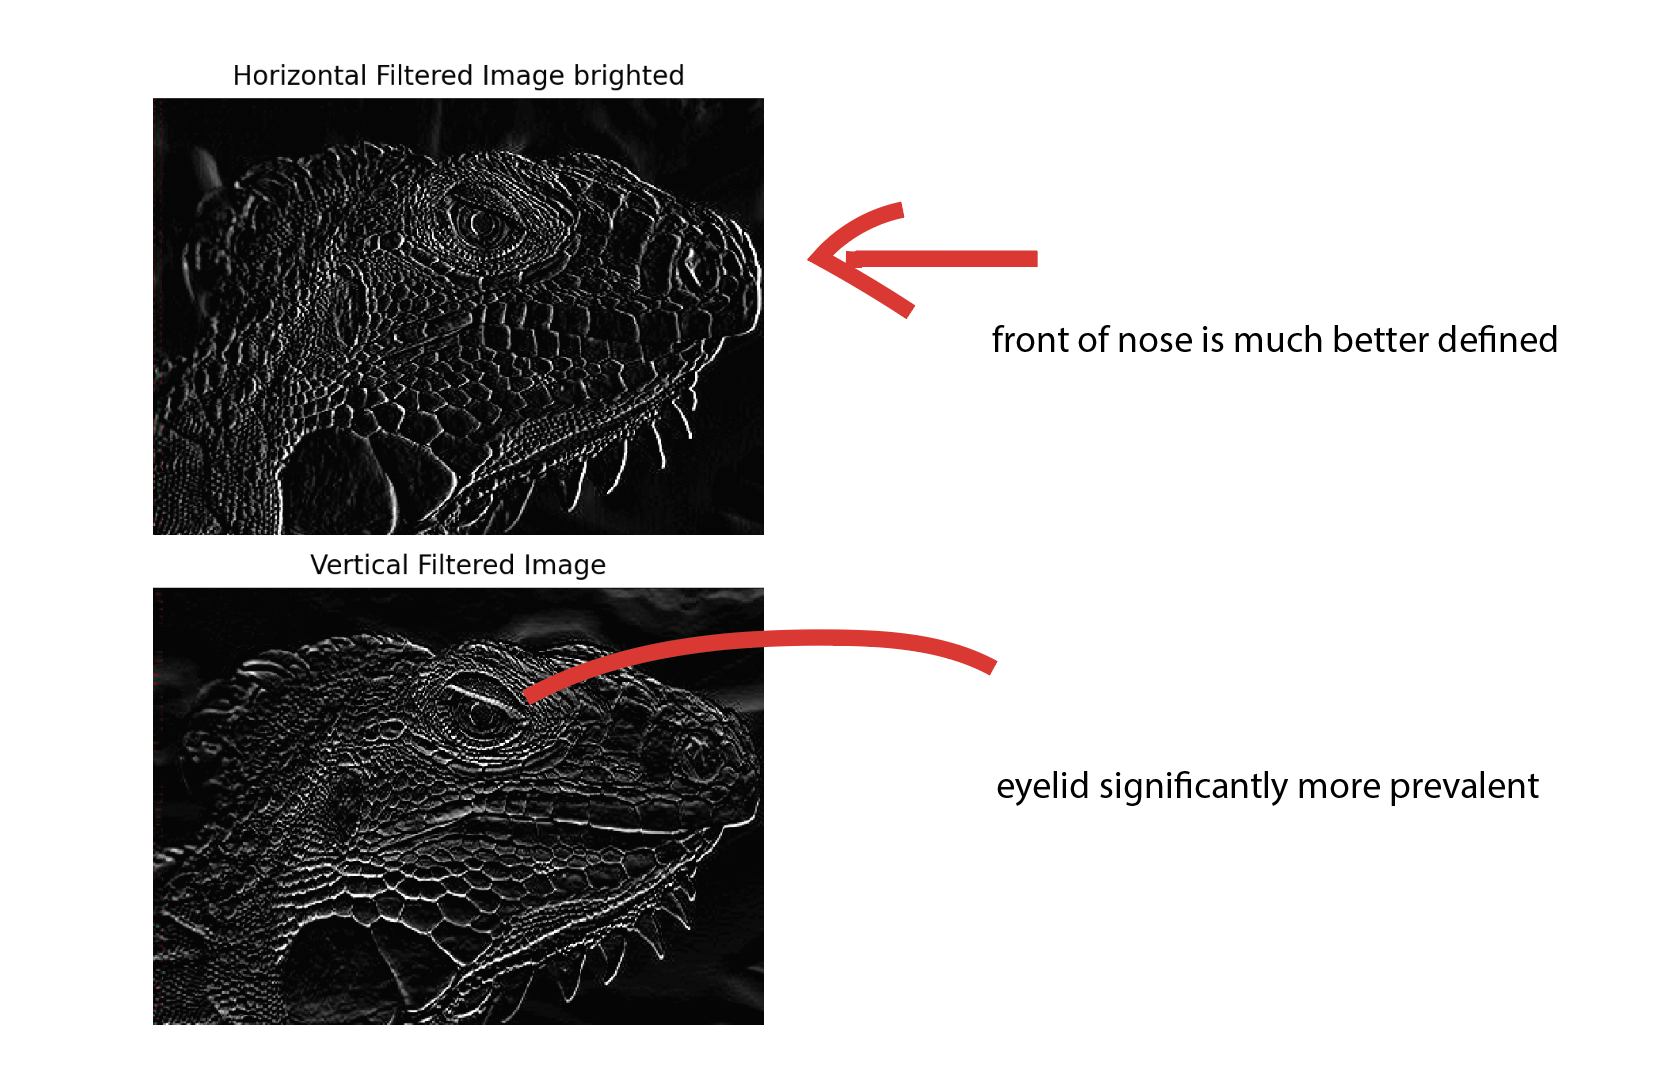 Horizontal Filtered Image brighted
front of nose is much better defined
Vertical Filtered Image
eyelid significantly more prevalent